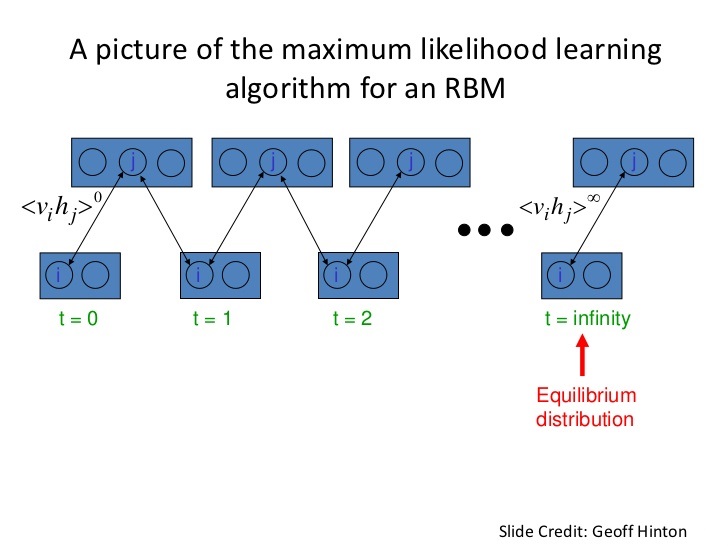 A picture of the maximum likelihood learning
algorithm for an RBM
j j j j
<v_i h_j>^0 <v_i h_j>^∞
i i i i
t = 0 t = 1 t = 2 t = infinity
Equilibrium
distribution
Slide Credit: Geoff Hinton